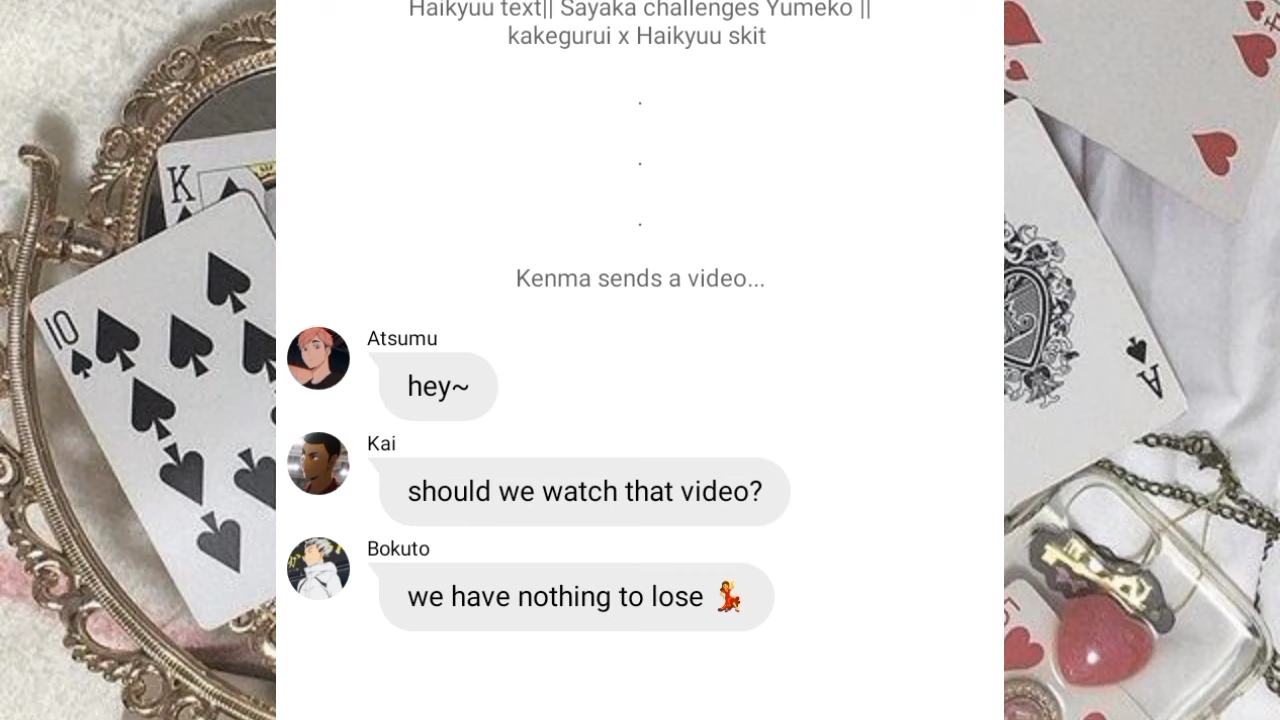 Haikyuu text|| Sayaka challenges Yumeko ||
kakegurui x Haikyuu skit
.
.
.
Kenma sends a video...
Atsumu
hey~
Kai
should we watch that video?
Bokuto
we have nothing to lose 💃
K
10
A